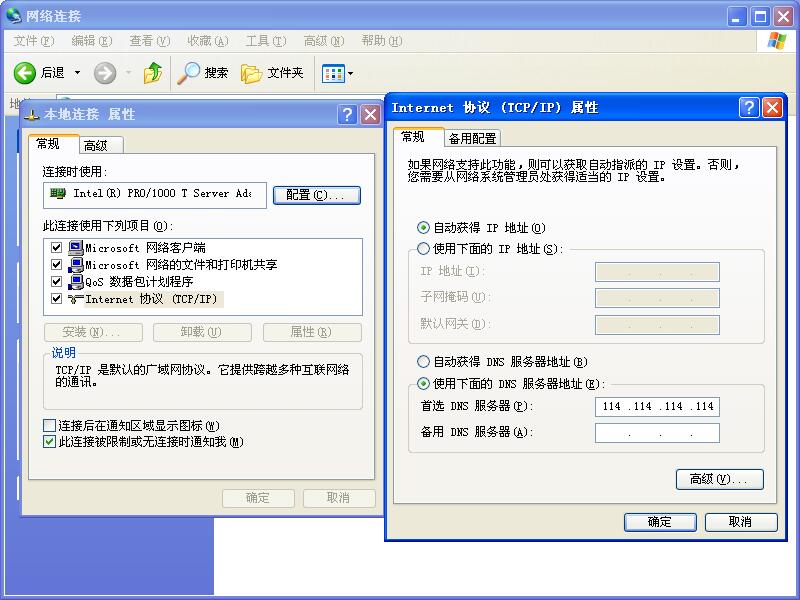 网络连接
文件(F) 编辑(E) 查看(V) 收藏(A) 工具(T) 高级(N) 帮助(H)
后退 搜索 文件夹
本地连接 属性
常规 高级
连接时使用:
Intel(R) PRO/1000 T Server Ada
配置(C)...
此连接使用下列项目(O):
Microsoft 网络客户端
Microsoft 网络的文件和打印机共享
QoS 数据包计划程序
Internet 协议 (TCP/IP)
安装(N)... 卸载(U) 属性(R)
说明
TCP/IP 是默认的广域网协议。它提供跨越多种互联网络
的通讯。
连接后在通知区域显示图标(W)
此连接被限制或无连接时通知我(M)
确定 取消
Internet 协议 (TCP/IP) 属性
常规 备用配置
如果网络支持此功能，则可以获取自动指派的 IP 设置。否则，
您需要从网络系统管理员处获得适当的 IP 设置。
自动获得 IP 地址(O)
使用下面的 IP 地址(S):
IP 地址(I):
子网掩码(U):
默认网关(D):
自动获得 DNS 服务器地址(B)
使用下面的 DNS 服务器地址(E):
首选 DNS 服务器(P): 114 .114 .114 .114
备用 DNS 服务器(A): . . .
高级(V)...
确定 取消